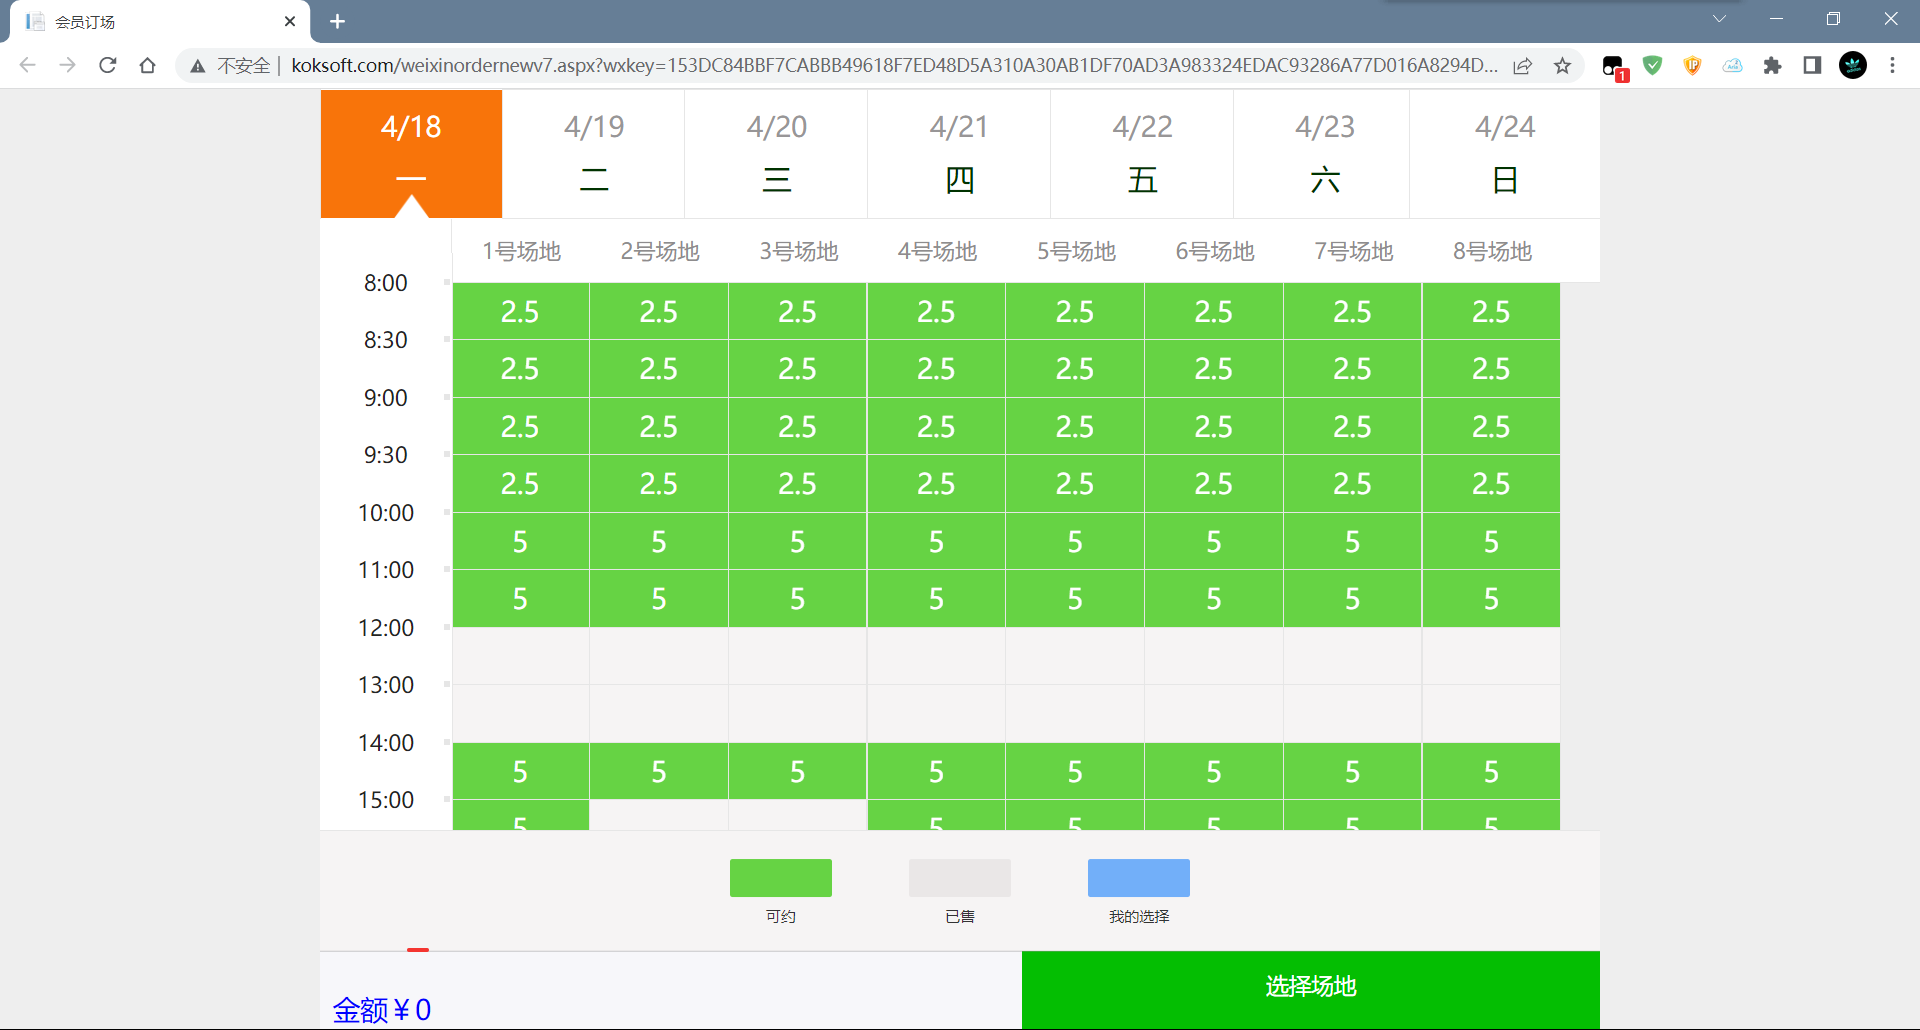 会员订场
不安全 koksoft.com/weixinordernewv7.aspx?wxkey=153DC84BBF7CABBB49618F7ED48D5A310A30AB1DF70AD3A983324EDAC93286A77D016A8294D...
1
4/18 4/19 4/20 4/21 4/22 4/23 4/24
一 二 三 四 五 六 日
1号场地 2号场地 3号场地 4号场地 5号场地 6号场地 7号场地 8号场地
8:00
2.5 2.5 2.5 2.5 2.5 2.5 2.5 2.5
8:30
2.5 2.5 2.5 2.5 2.5 2.5 2.5 2.5
9:00
2.5 2.5 2.5 2.5 2.5 2.5 2.5 2.5
9:30
2.5 2.5 2.5 2.5 2.5 2.5 2.5 2.5
10:00
5 5 5 5 5 5 5 5
11:00
5 5 5 5 5 5 5 5
12:00
13:00
14:00
5 5 5 5 5 5 5 5
15:00
5 5 5 5 5 5
可约 已售 我的选择
金额¥0
选择场地